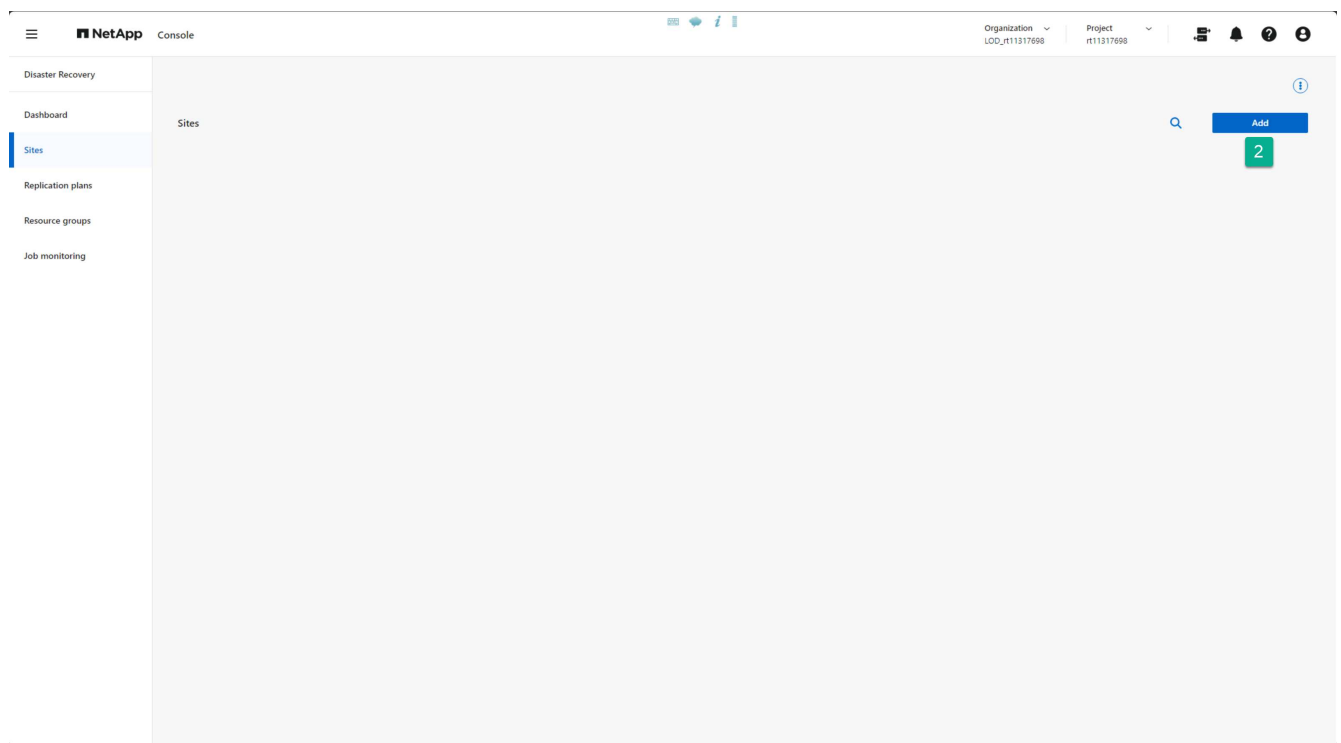 NetApp Console
Organization
LOD_rt11317698
Project
rt11317698
Disaster Recovery
Dashboard
Sites
Replication plans
Resource groups
Job monitoring
Sites
Add
2